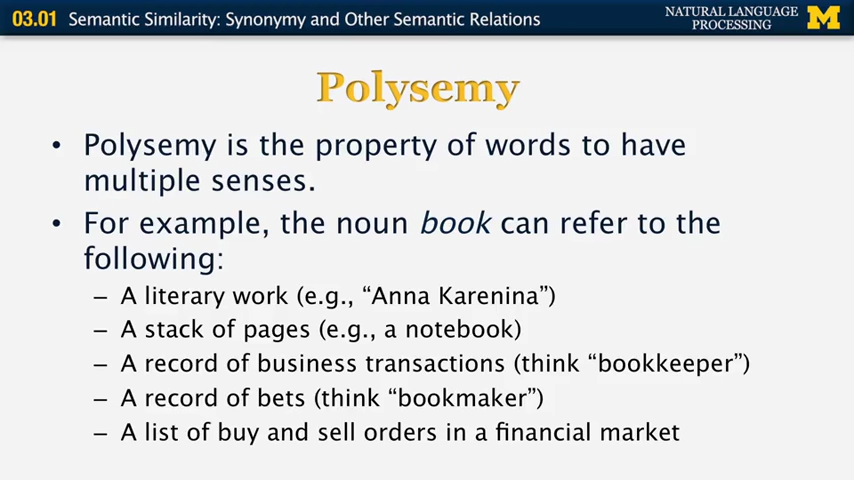 03.01 Semantic Similarity: Synonymy and Other Semantic Relations
NATURAL LANGUAGE
PROCESSING
M
Polysemy
• Polysemy is the property of words to have
multiple senses.
• For example, the noun book can refer to the
following:
– A literary work (e.g., “Anna Karenina”)
– A stack of pages (e.g., a notebook)
– A record of business transactions (think “bookkeeper”)
– A record of bets (think “bookmaker”)
– A list of buy and sell orders in a financial market